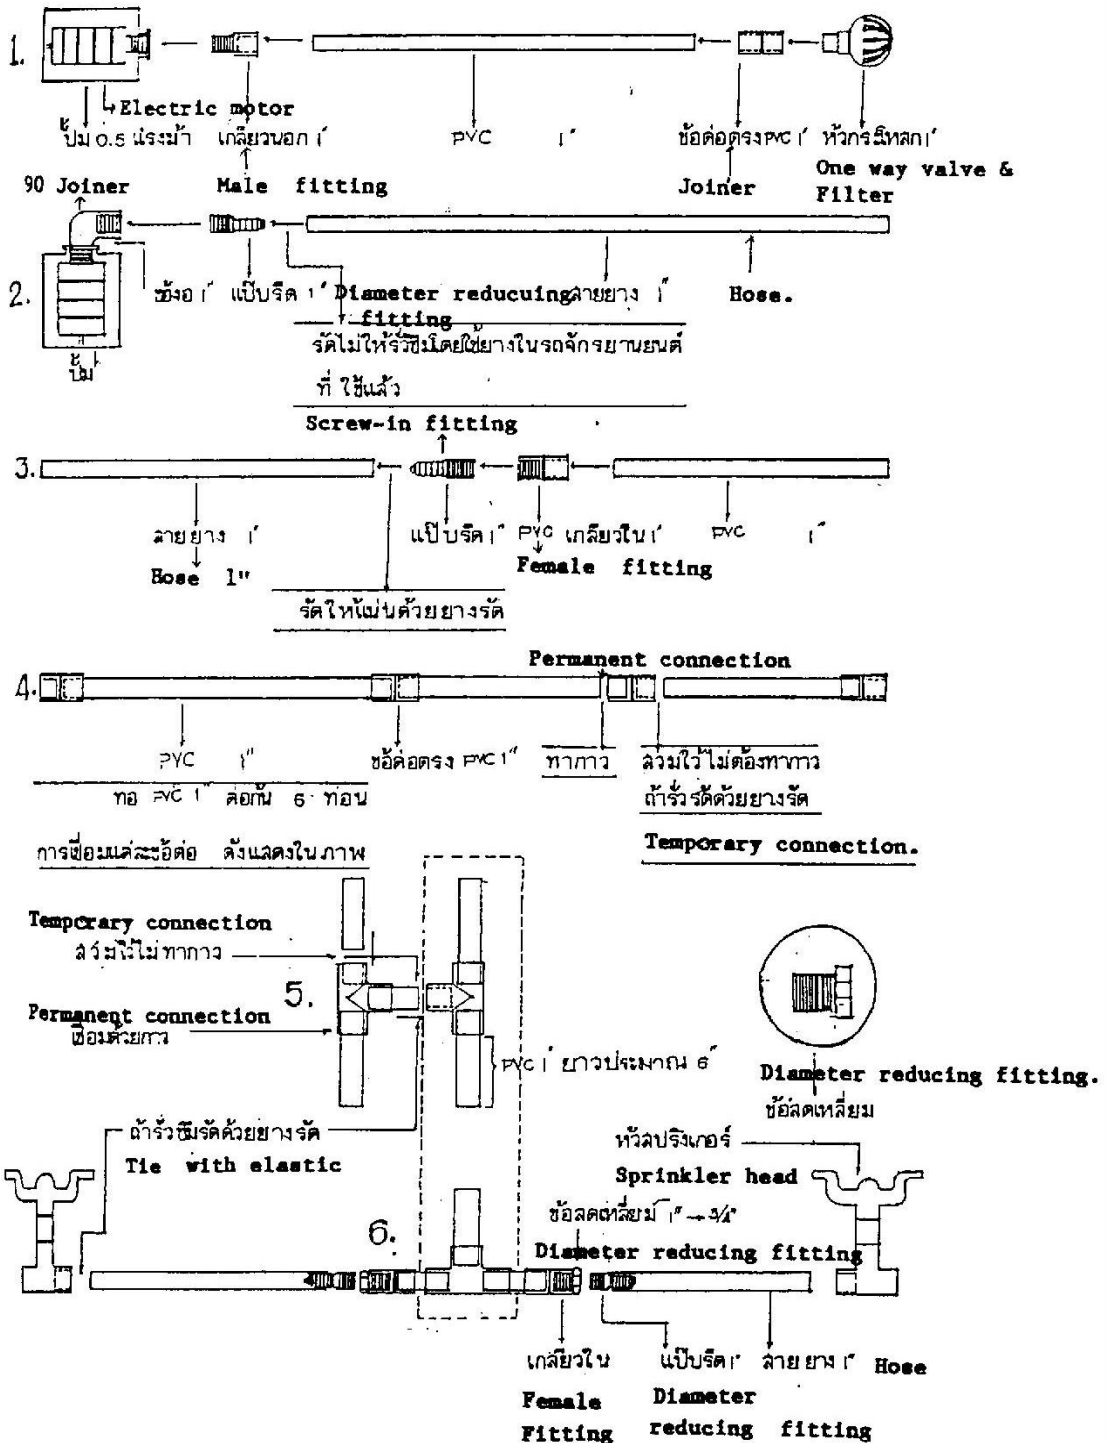 1.
Electric motor
ปั๊ม 0.5 แรงม้า เกลียวนอก 1" PVC 1" ข้อต่อตรง PVC 1" หัวกรสิหลก 1"
One way valve &
90 Joiner Male fitting Joiner Filter
2.
ข้องอ 1" แป๊บรีด 1" Diameter reducuing สายยาง 1" Hose.
fitting
ปั๊ม
รัดไม่ให้รั่วซึมโดยใช้ยางในรถจักรยานยนต์
ที่ใช้แล้ว
Screw-in fitting
3.
สายยาง 1" แป๊บรีด 1" PVC เกลียวใน 1" PVC 1"
Hose 1" Female fitting
รัดให้แน่นด้วยยางรัด
Permanent connection
4.
PVC 1" ข้อต่อตรง PVC 1" ทากาว สวมไว้ไม่ต้องทากาว
ทอ PVC 1" ต่อกัน 6 ท่อน ถ้ารั่วรัดด้วยยางรัด
การเชื่อมแต่ละข้อต่อ ดังแสดงในภาพ Temporary connection.
Temporary connection
สวมไว้ไม่ทากาว
5.
Permanent connection
เชื่อมด้วยกาว
PVC 1" ยาวประมาณ 6"
Diameter reducing fitting.
ข้อลดเหลี่ยม
ถ้ารั่วซึมรัดด้วยยางรัด หัวสปริงเกอร์
Tie with elastic Sprinkler head
ข้อลดเหลี่ยม 1" → 3/4"
6.
Diameter reducing fitting
เกลียวใน แป๊บรีด 1" สายยาง 1" Hose
Female Diameter
Fitting reducing fitting